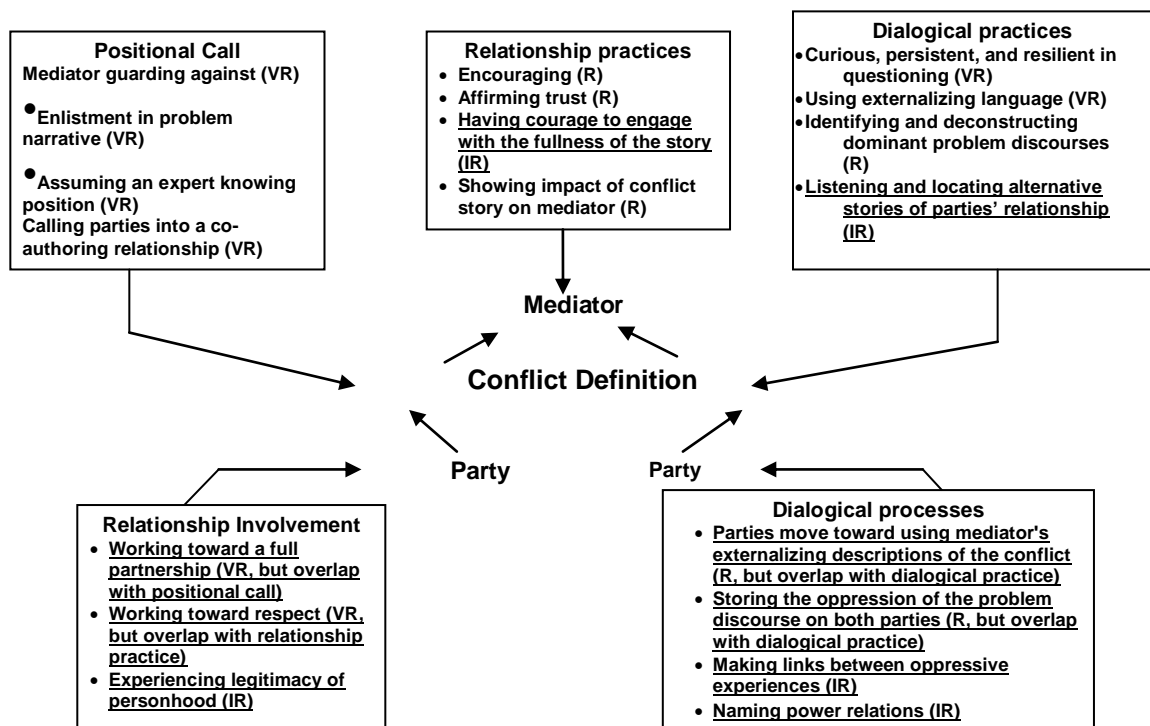 Positional Call
Mediator guarding against (VR)
•Enlistment in problem
narrative (VR)
•Assuming an expert knowing
position (VR)
Calling parties into a co-
authoring relationship (VR)
Relationship practices
• Encouraging (R)
• Affirming trust (R)
• Having courage to engage
with the fullness of the story
(IR)
• Showing impact of conflict
story on mediator (R)
Dialogical practices
•Curious, persistent, and resilient in
questioning (VR)
•Using externalizing language (VR)
•Identifying and deconstructing
dominant problem discourses
(R)
•Listening and locating alternative
stories of parties’ relationship
(IR)
Mediator
Conflict Definition
Party
Party
Relationship Involvement
• Working toward a full
partnership (VR, but overlap
with positional call)
• Working toward respect (VR,
but overlap with relationship
practice)
• Experiencing legitimacy of
personhood (IR)
Dialogical processes
• Parties move toward using mediator's
externalizing descriptions of the conflict
(R, but overlap with dialogical practice)
• Storing the oppression of the problem
discourse on both parties (R, but overlap
with dialogical practice)
• Making links between oppressive
experiences (IR)
• Naming power relations (IR)